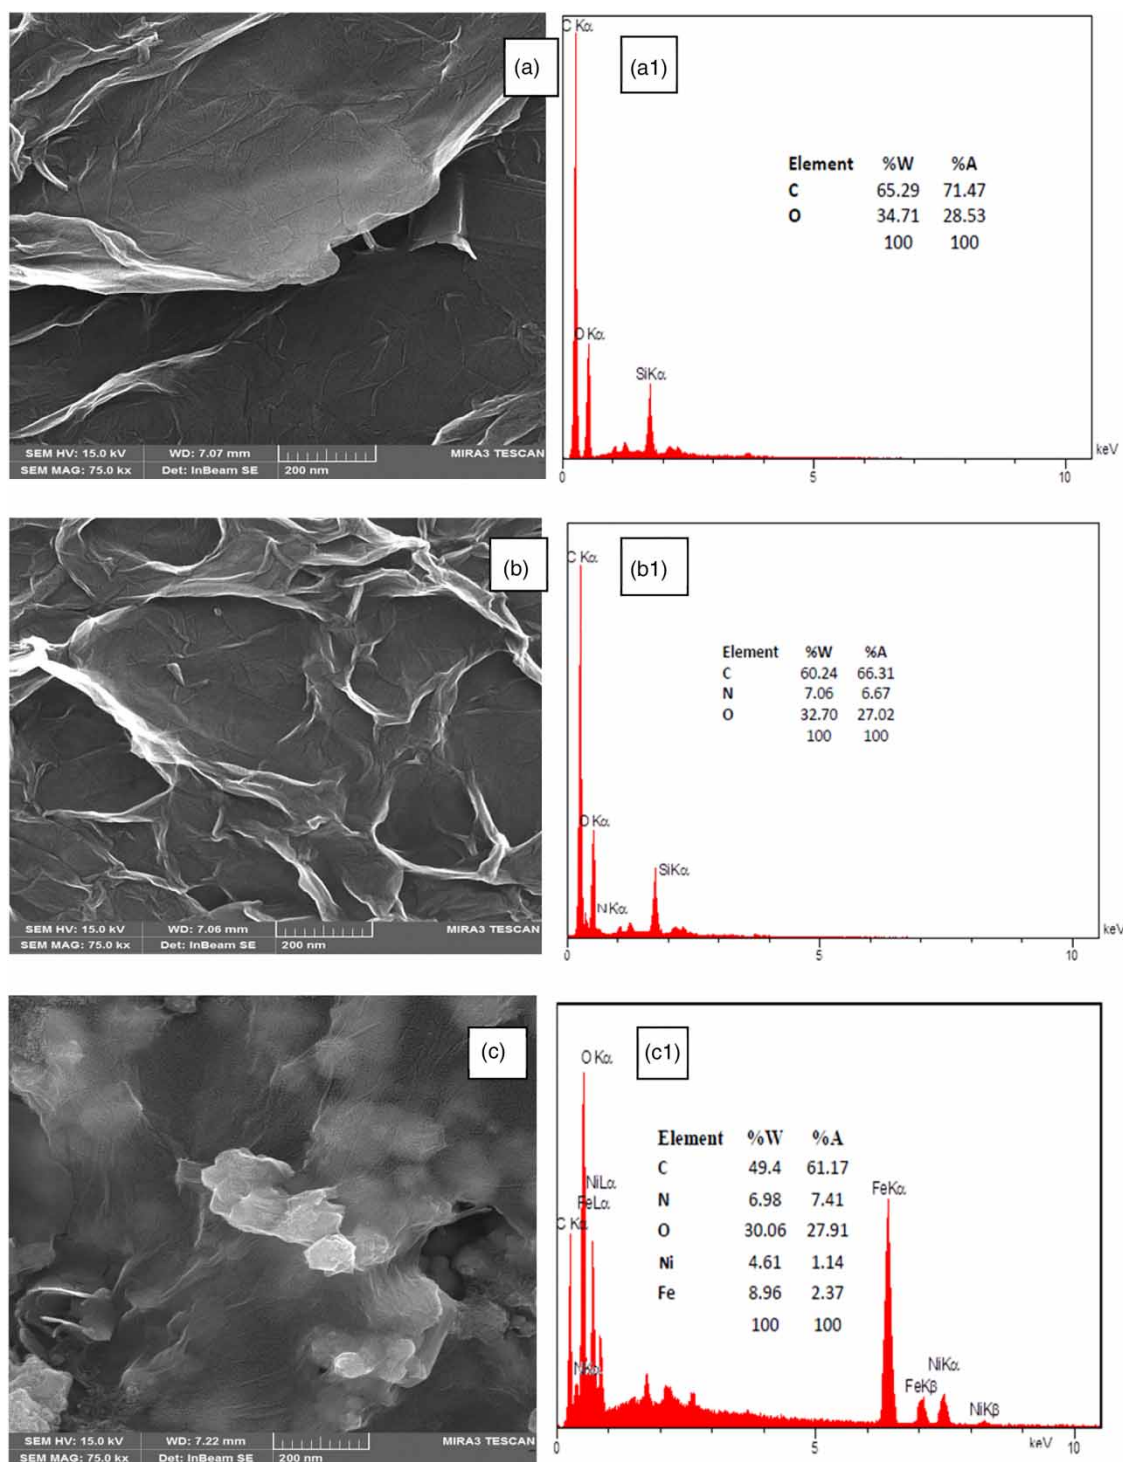 (a)
SEM HV: 15.0 kV WD: 7.07 mm MIRA3 TESCAN
SEM MAG: 75.0 kx Det: InBeam SE 200 nm
(a1)
C Kα
O Kα
SiKα
Element %W %A
C 65.29 71.47
O 34.71 28.53
100 100
keV
0 5 10
(b)
SEM HV: 15.0 kV WD: 7.06 mm MIRA3 TESCAN
SEM MAG: 75.0 kx Det: InBeam SE 200 nm
(b1)
C Kα
O Kα
N Kα
SiKα
Element %W %A
C 60.24 66.31
N 7.06 6.67
O 32.70 27.02
100 100
keV
0 5 10
(c)
SEM HV: 15.0 kV WD: 7.22 mm MIRA3 TESCAN
SEM MAG: 75.0 kx Det: InBeam SE 200 nm
(c1)
O Kα
NiLα
FeLα
C Kα
NKα
Element %W %A
C 49.4 61.17
N 6.98 7.41
O 30.06 27.91
Ni 4.61 1.14
Fe 8.96 2.37
100 100
FeKα
NiKα
FeKβ
NiKβ
0 5 keV 10